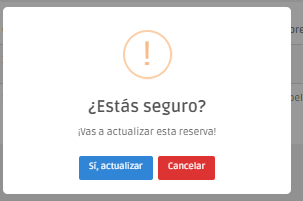 !
¿Estás seguro?
¡Vas a actualizar esta reserva!
Sí, actualizar
Cancelar